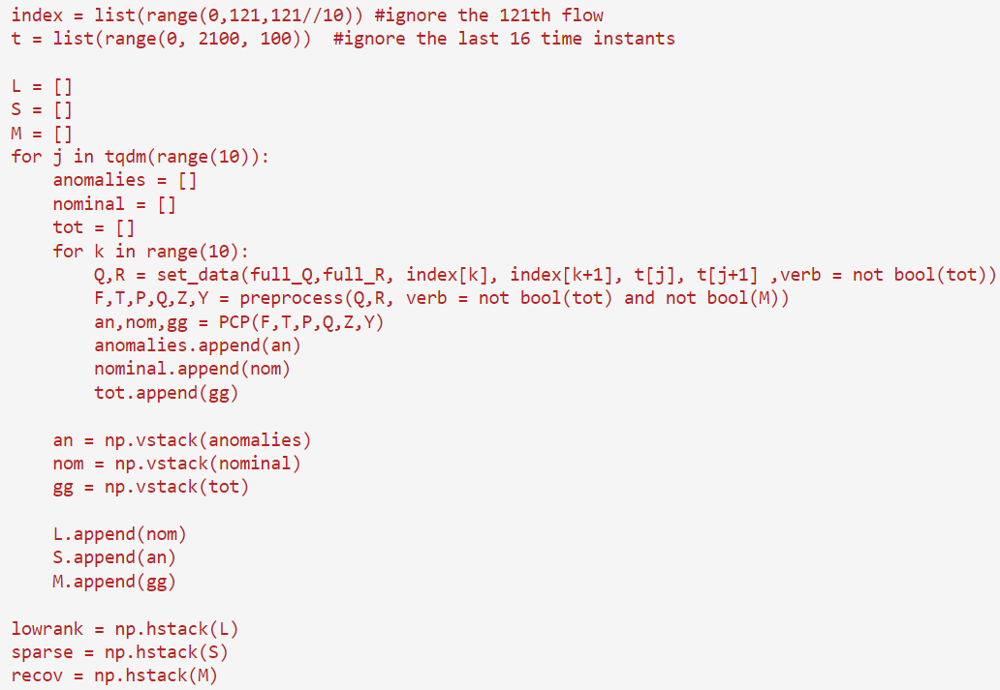 index = list(range(0,121,121//10)) #ignore the 121th flow
t = list(range(0, 2100, 100))  #ignore the last 16 time instants

L = []
S = []
M = []
for j in tqdm(range(10)):
    anomalies = []
    nominal = []
    tot = []
    for k in range(10):
        Q,R = set_data(full_Q,full_R, index[k], index[k+1], t[j], t[j+1] ,verb = not bool(tot))
        F,T,P,Q,Z,Y = preprocess(Q,R, verb = not bool(tot) and not bool(M))
        an,nom,gg = PCP(F,T,P,Q,Z,Y)
        anomalies.append(an)
        nominal.append(nom)
        tot.append(gg)

    an = np.vstack(anomalies)
    nom = np.vstack(nominal)
    gg = np.vstack(tot)

    L.append(nom)
    S.append(an)
    M.append(gg)

lowrank = np.hstack(L)
sparse = np.hstack(S)
recov = np.hstack(M)